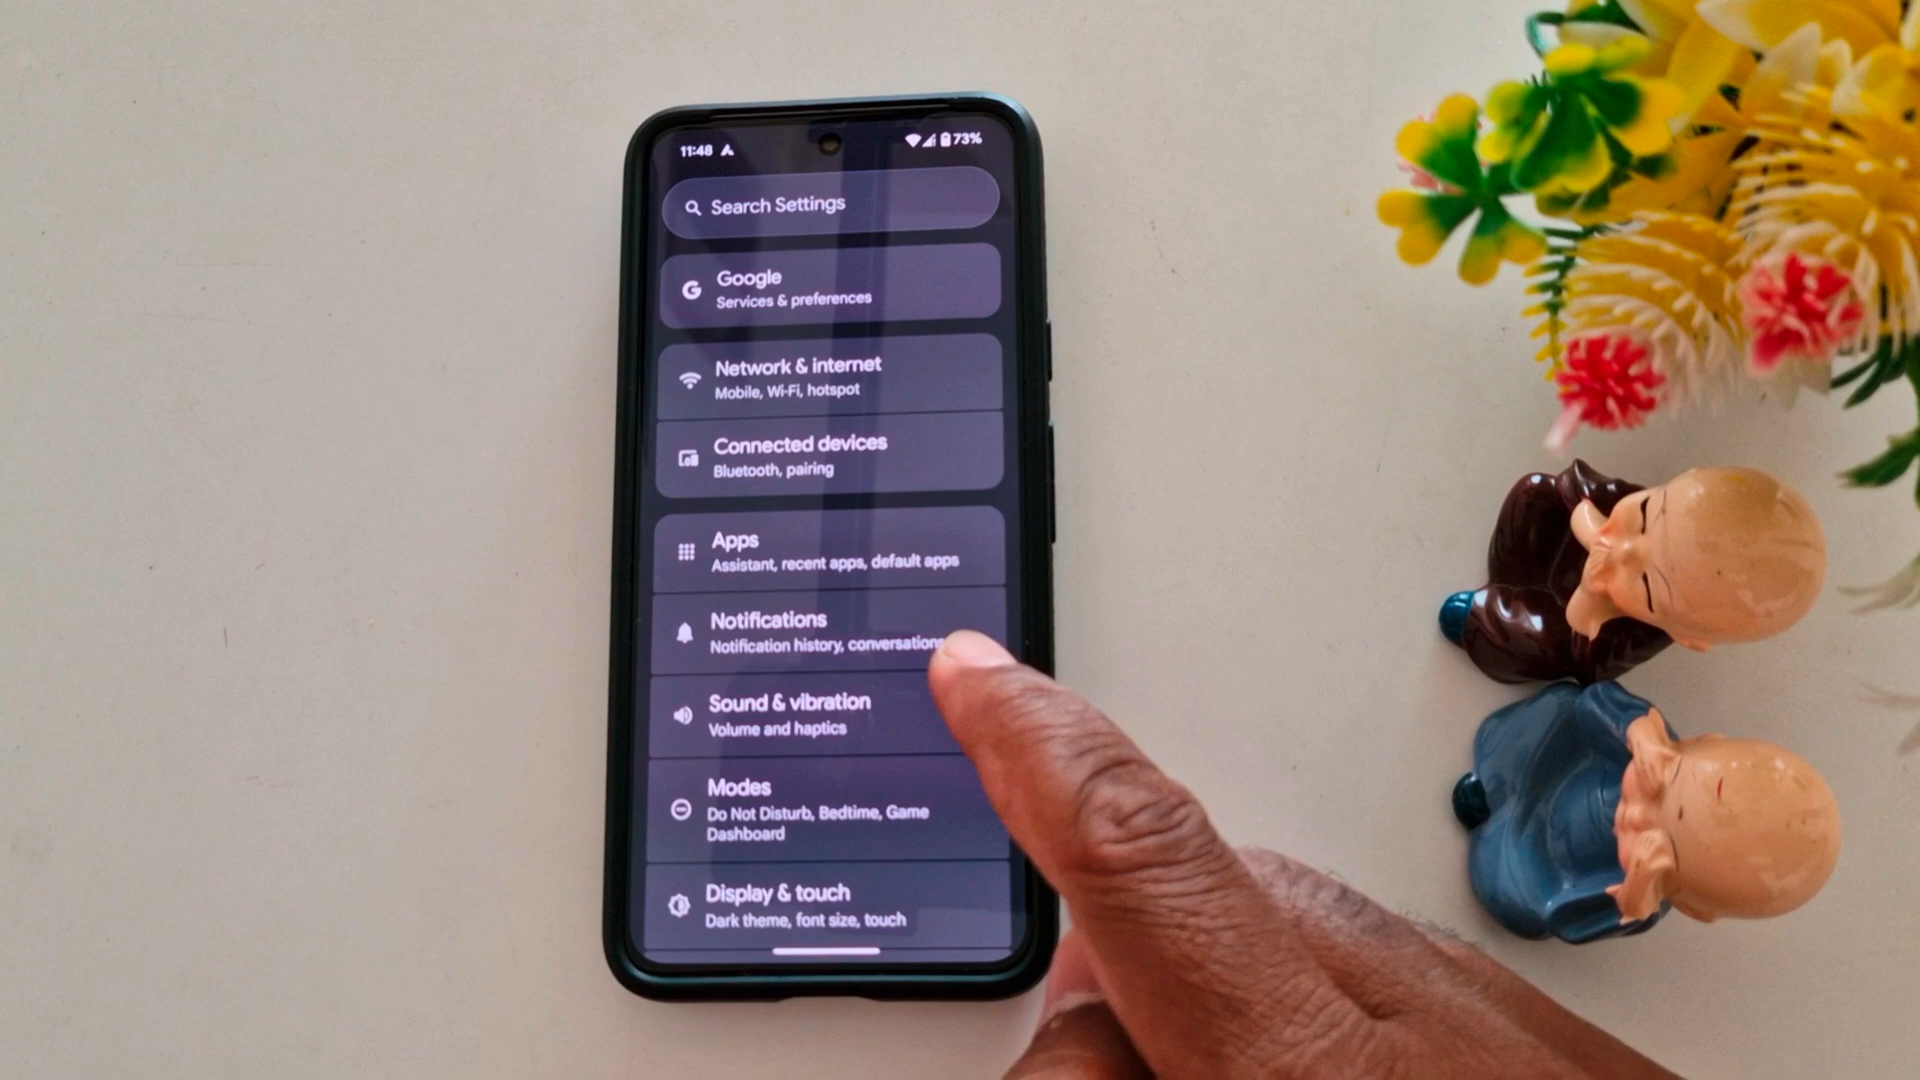 11:48
73%
Search Settings
Google
Services & preferences
Network & internet
Mobile, Wi-Fi, hotspot
Connected devices
Bluetooth, pairing
Apps
Assistant, recent apps, default apps
Notifications
Notification history, conversations
Sound & vibration
Volume and haptics
Modes
Do Not Disturb, Bedtime, Game
Dashboard
Display & touch
Dark theme, font size, touch